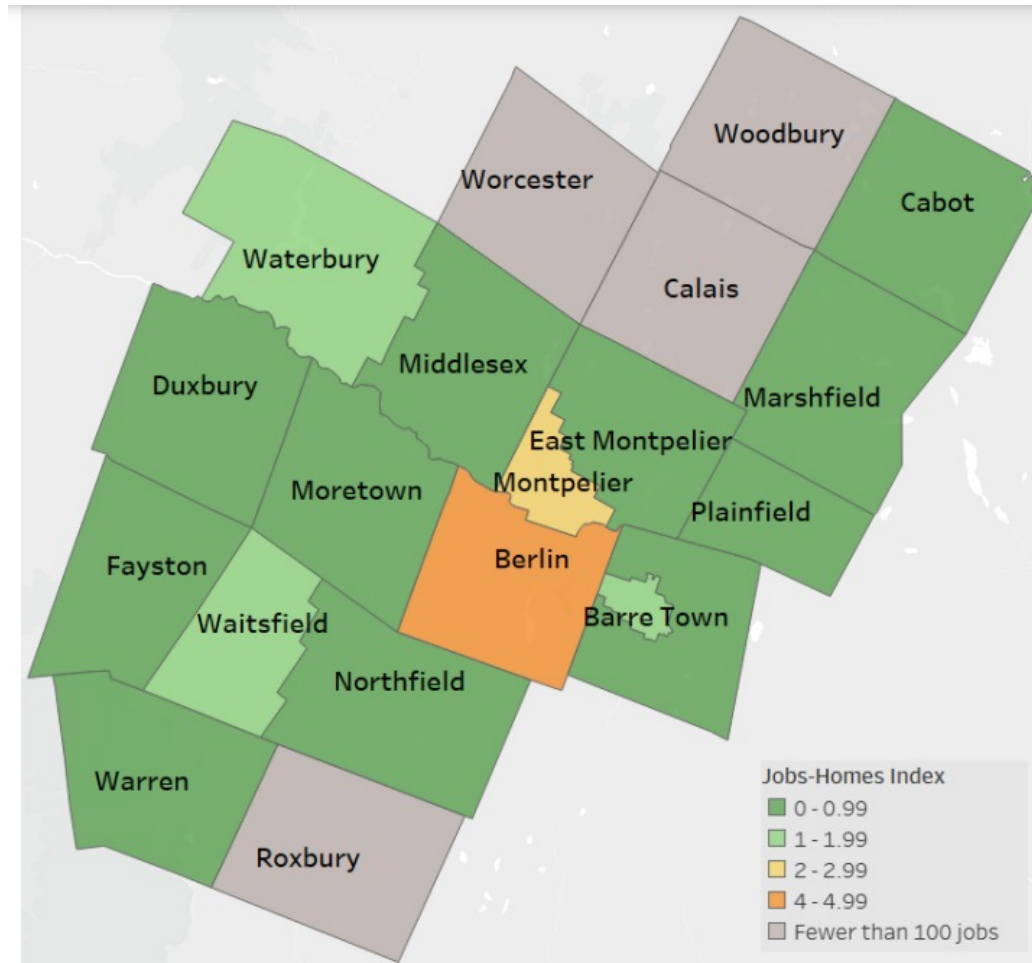 Woodbury
Worcester
Cabot
Waterbury
Calais
Middlesex
Duxbury
Marshfield
East Montpelier
Montpelier
Moretown
Plainfield
Berlin
Fayston
Waitsfield
Barre Town
Northfield
Warren
Roxbury
Jobs-Homes Index
0 - 0.99
1 - 1.99
2 - 2.99
4 - 4.99
Fewer than 100 jobs